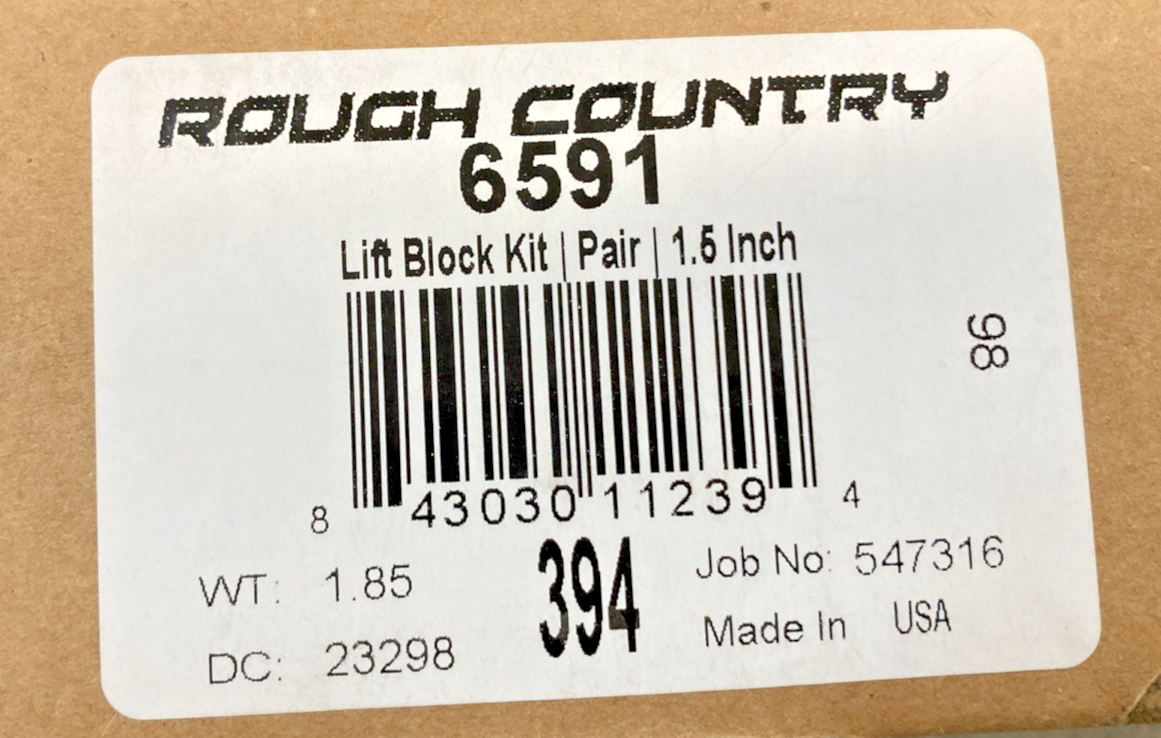 ROUGH COUNTRY
6591
Lift Block Kit | Pair | 1.5 Inch
98
8 43030 11239 4
WT: 1.85
394
Job No: 547316
DC: 23298
Made In USA